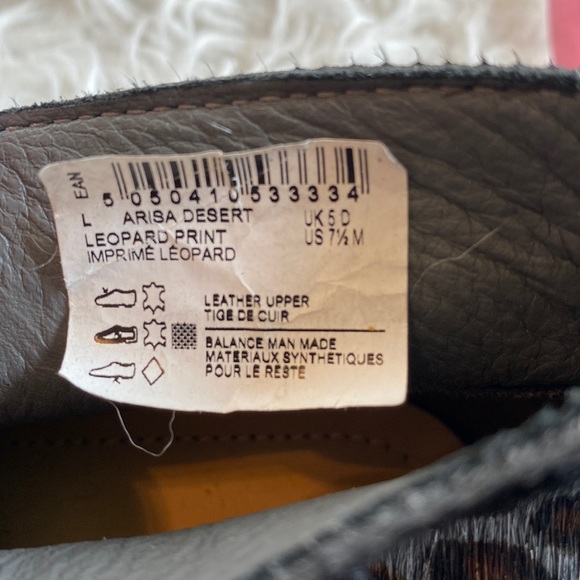 EAN
5 050410 533334
L ARISA DESERT UK 5 D
LEOPARD PRINT US 7½ M
IMPRIMÉ LÉOPARD
LEATHER UPPER
TIGE DE CUIR
BALANCE MAN MADE
MATERIAUX SYNTHÉTIQUES
POUR LE RESTE